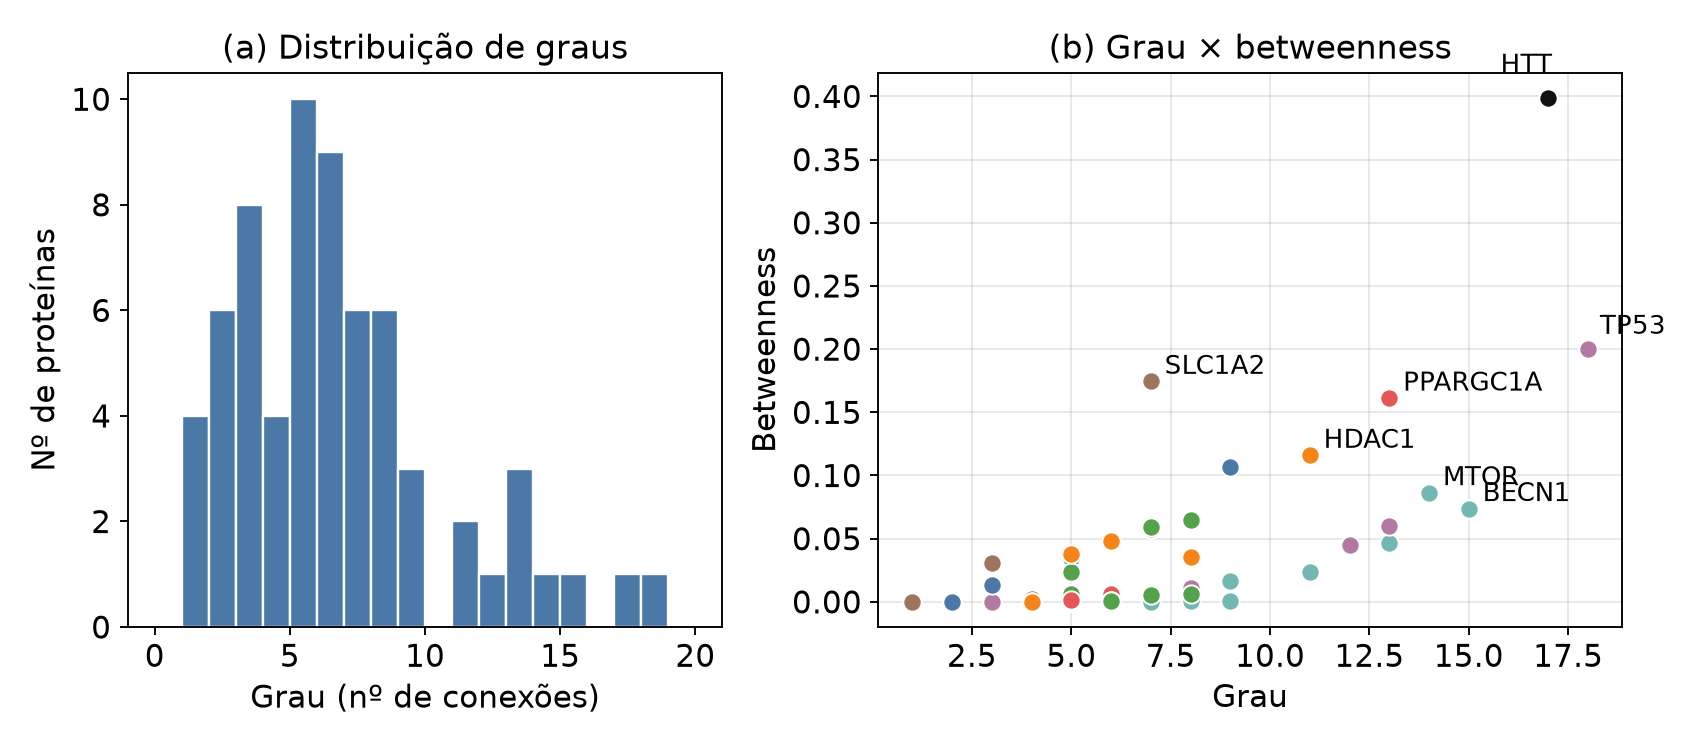 (a) Distribuição de graus
10
8
6
4
2
0
0 5 10 15 20
Nº de proteínas
Grau (nº de conexões)
(b) Grau × betweenness
HTT
TP53
SLC1A2
PPARGC1A
HDAC1
MTOR
BECN1
0.40
0.35
0.30
0.25
0.20
0.15
0.10
0.05
0.00
2.5 5.0 7.5 10.0 12.5 15.0 17.5
Betweenness
Grau